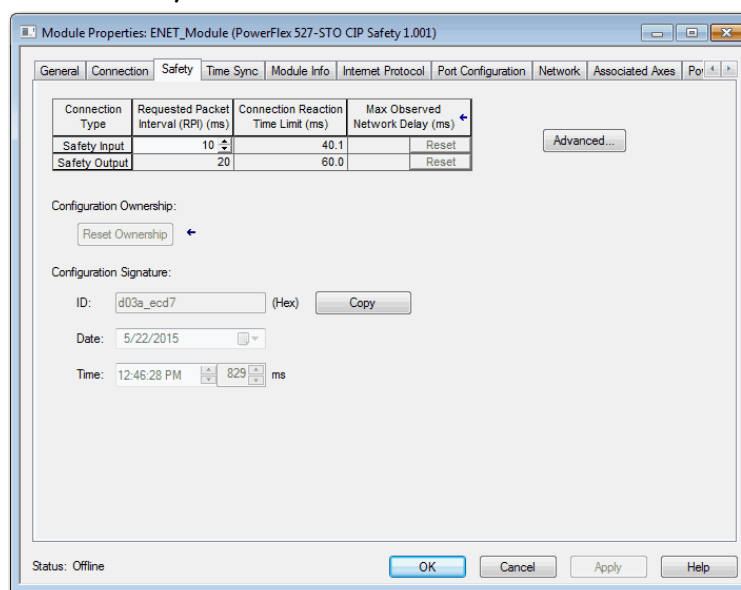 Module Properties: ENET_Module (PowerFlex 527-STO CIP Safety 1.001)
General Connection Safety Time Sync Module Info Internet Protocol Port Configuration Network Associated Axes
Connection Type Requested Packet Interval (RPI) (ms) Connection Reaction Time Limit (ms) Max Observed Network Delay (ms)
Safety Input 10 40.1 Reset
Safety Output 20 60.0 Reset
Advanced...
Configuration Ownership:
Reset Ownership
Configuration Signature:
ID: d03a_ecd7 (Hex) Copy
Date: 5/22/2015
Time: 12:46:28 PM 829 ms
Status: Offline OK Cancel Apply Help